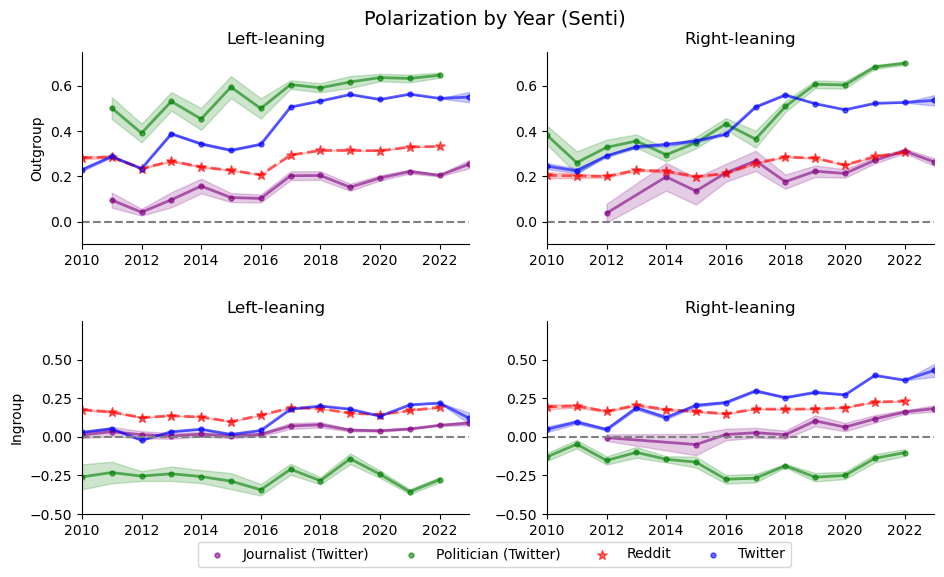 Polarization by Year (Senti)
Left-leaning
Right-leaning
Outgroup
0.6
0.4
0.2
0.0
2010 2012 2014 2016 2018 2020 2022
0.6
0.4
0.2
0.0
2010 2012 2014 2016 2018 2020 2022
Left-leaning
Right-leaning
Ingroup
0.50
0.25
0.00
−0.25
−0.50
2010 2012 2014 2016 2018 2020 2022
0.50
0.25
0.00
−0.25
−0.50
2010 2012 2014 2016 2018 2020 2022
Journalist (Twitter) Politician (Twitter) Reddit Twitter